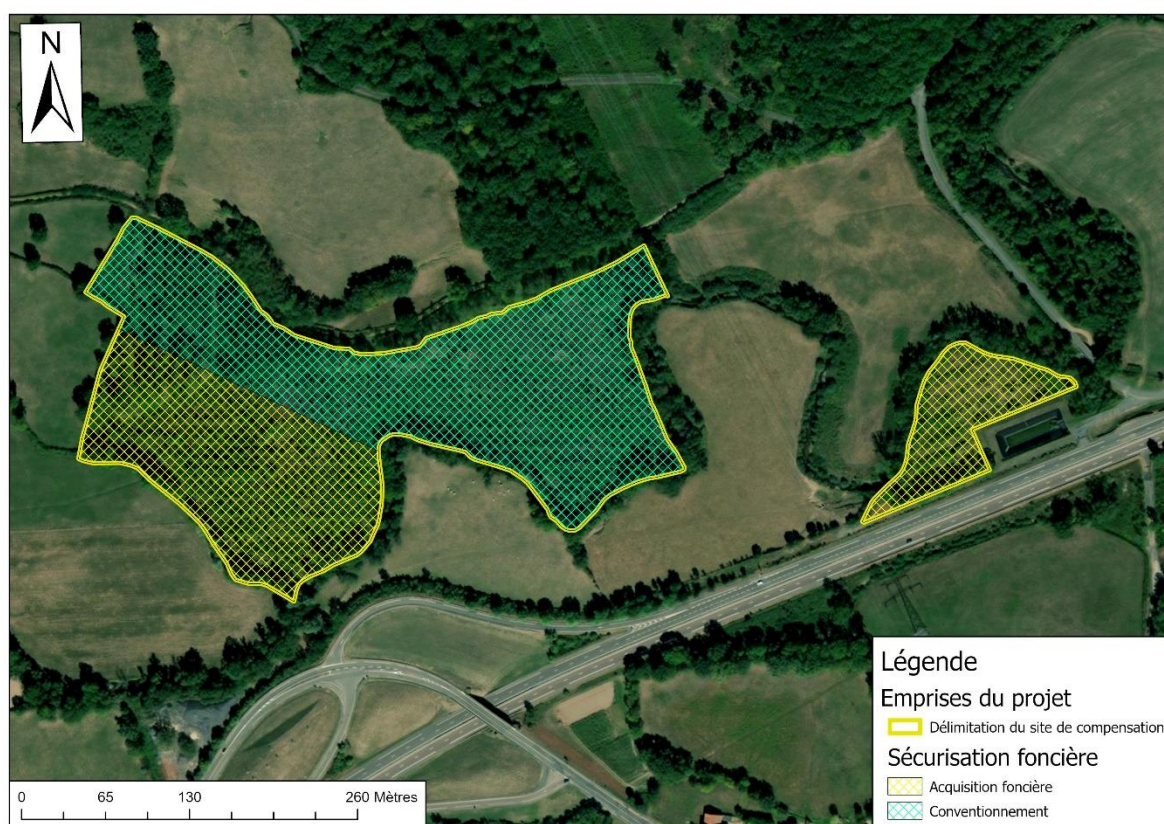 N
Légende
Emprises du projet
Délimitation du site de compensation
Sécurisation foncière
Acquisition foncière
Conventionnement
0 65 130 260 Mètres